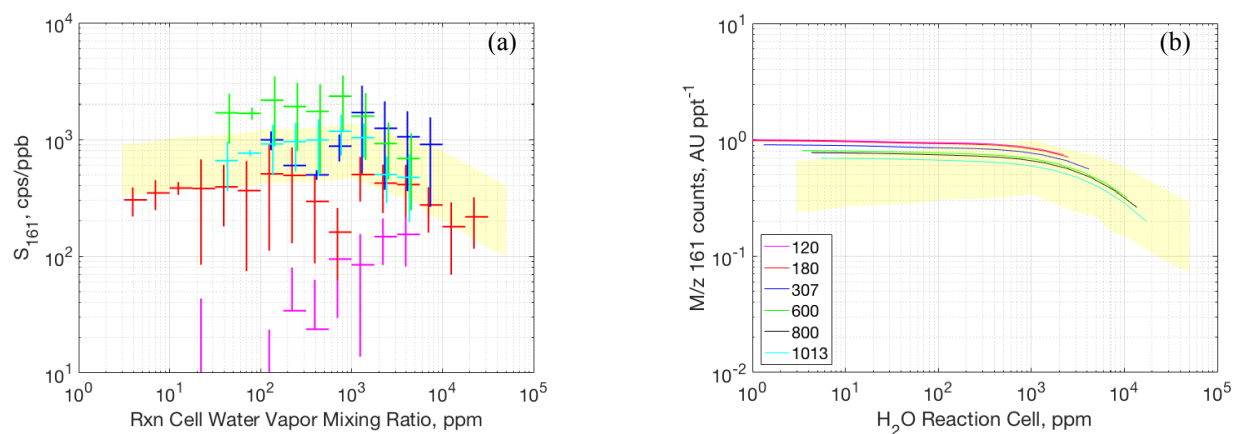 (a)
10^4
10^3
10^2
10^1
S_161, cps/ppb
10^0 10^1 10^2 10^3 10^4 10^5
Rxn Cell Water Vapor Mixing Ratio, ppm
(b)
10^1
10^0
10^-1
10^-2
M/z 161 counts, AU ppt^-1
120
180
307
600
800
1013
10^0 10^1 10^2 10^3 10^4 10^5
H_2O Reaction Cell, ppm